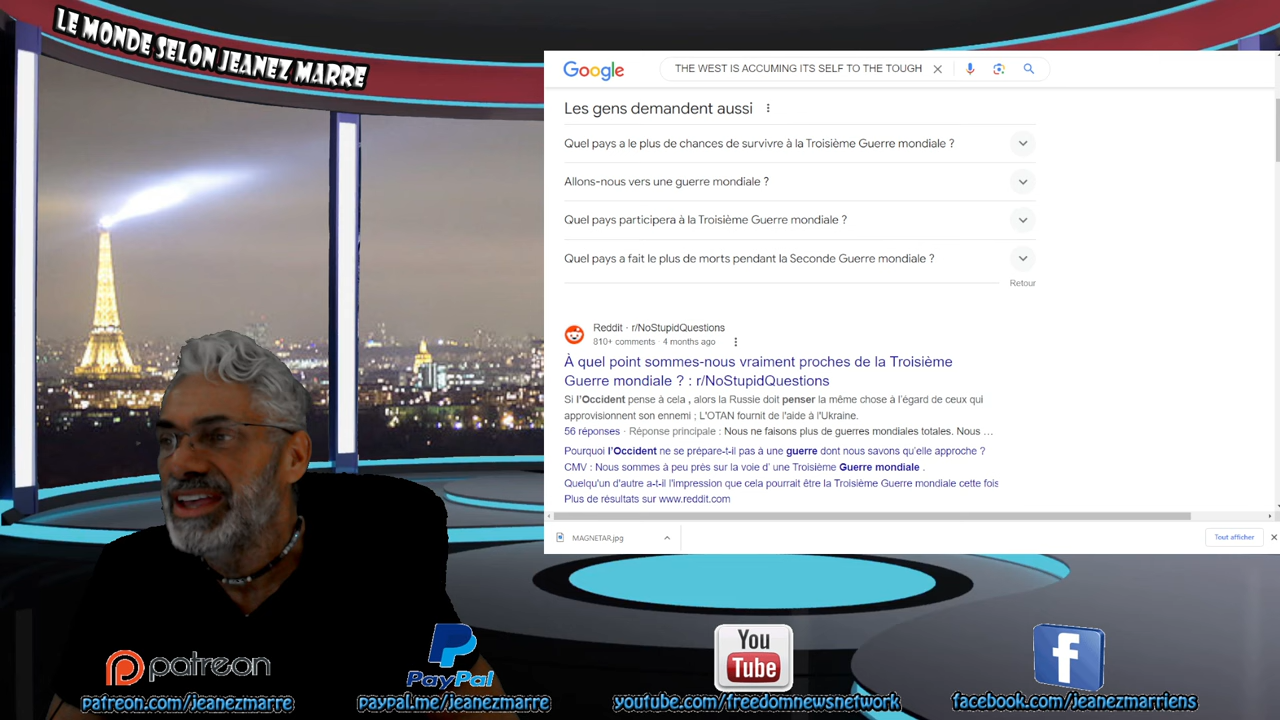 LE MONDE SELON JEANEZ MARRE
Google
THE WEST IS ACCUMING ITS SELF TO THE TOUGH
Les gens demandent aussi
Quel pays a le plus de chances de survivre à la Troisième Guerre mondiale ?
Allons-nous vers une guerre mondiale ?
Quel pays participera à la Troisième Guerre mondiale ?
Quel pays a fait le plus de morts pendant la Seconde Guerre mondiale ?
Retour
Reddit · r/NoStupidQuestions
810+ comments · 4 months ago
À quel point sommes-nous vraiment proches de la Troisième
Guerre mondiale ? : r/NoStupidQuestions
Si l'Occident pense à cela , alors la Russie doit penser la même chose à l'égard de ceux qui
approvisionnent son ennemi ; L'OTAN fournit de l'aide à l'Ukraine.
56 réponses · Réponse principale : Nous ne faisons plus de guerres mondiales totales. Nous ...
Pourquoi l'Occident ne se prépare-t-il pas à une guerre dont nous savons qu'elle approche ?
CMV : Nous sommes à peu près sur la voie d' une Troisième Guerre mondiale .
Quelqu'un d'autre a-t-il l'impression que cela pourrait être la Troisième Guerre mondiale cette fois
Plus de résultats sur www.reddit.com
MAGNETAR.jpg
Tout afficher
patreon
PayPal
You
Tube
f
patreon.com/jeanezmarre
paypal.me/jeanezmarre
youtube.com/freedomnewsnetwork
facebook.com/jeanezmarriens